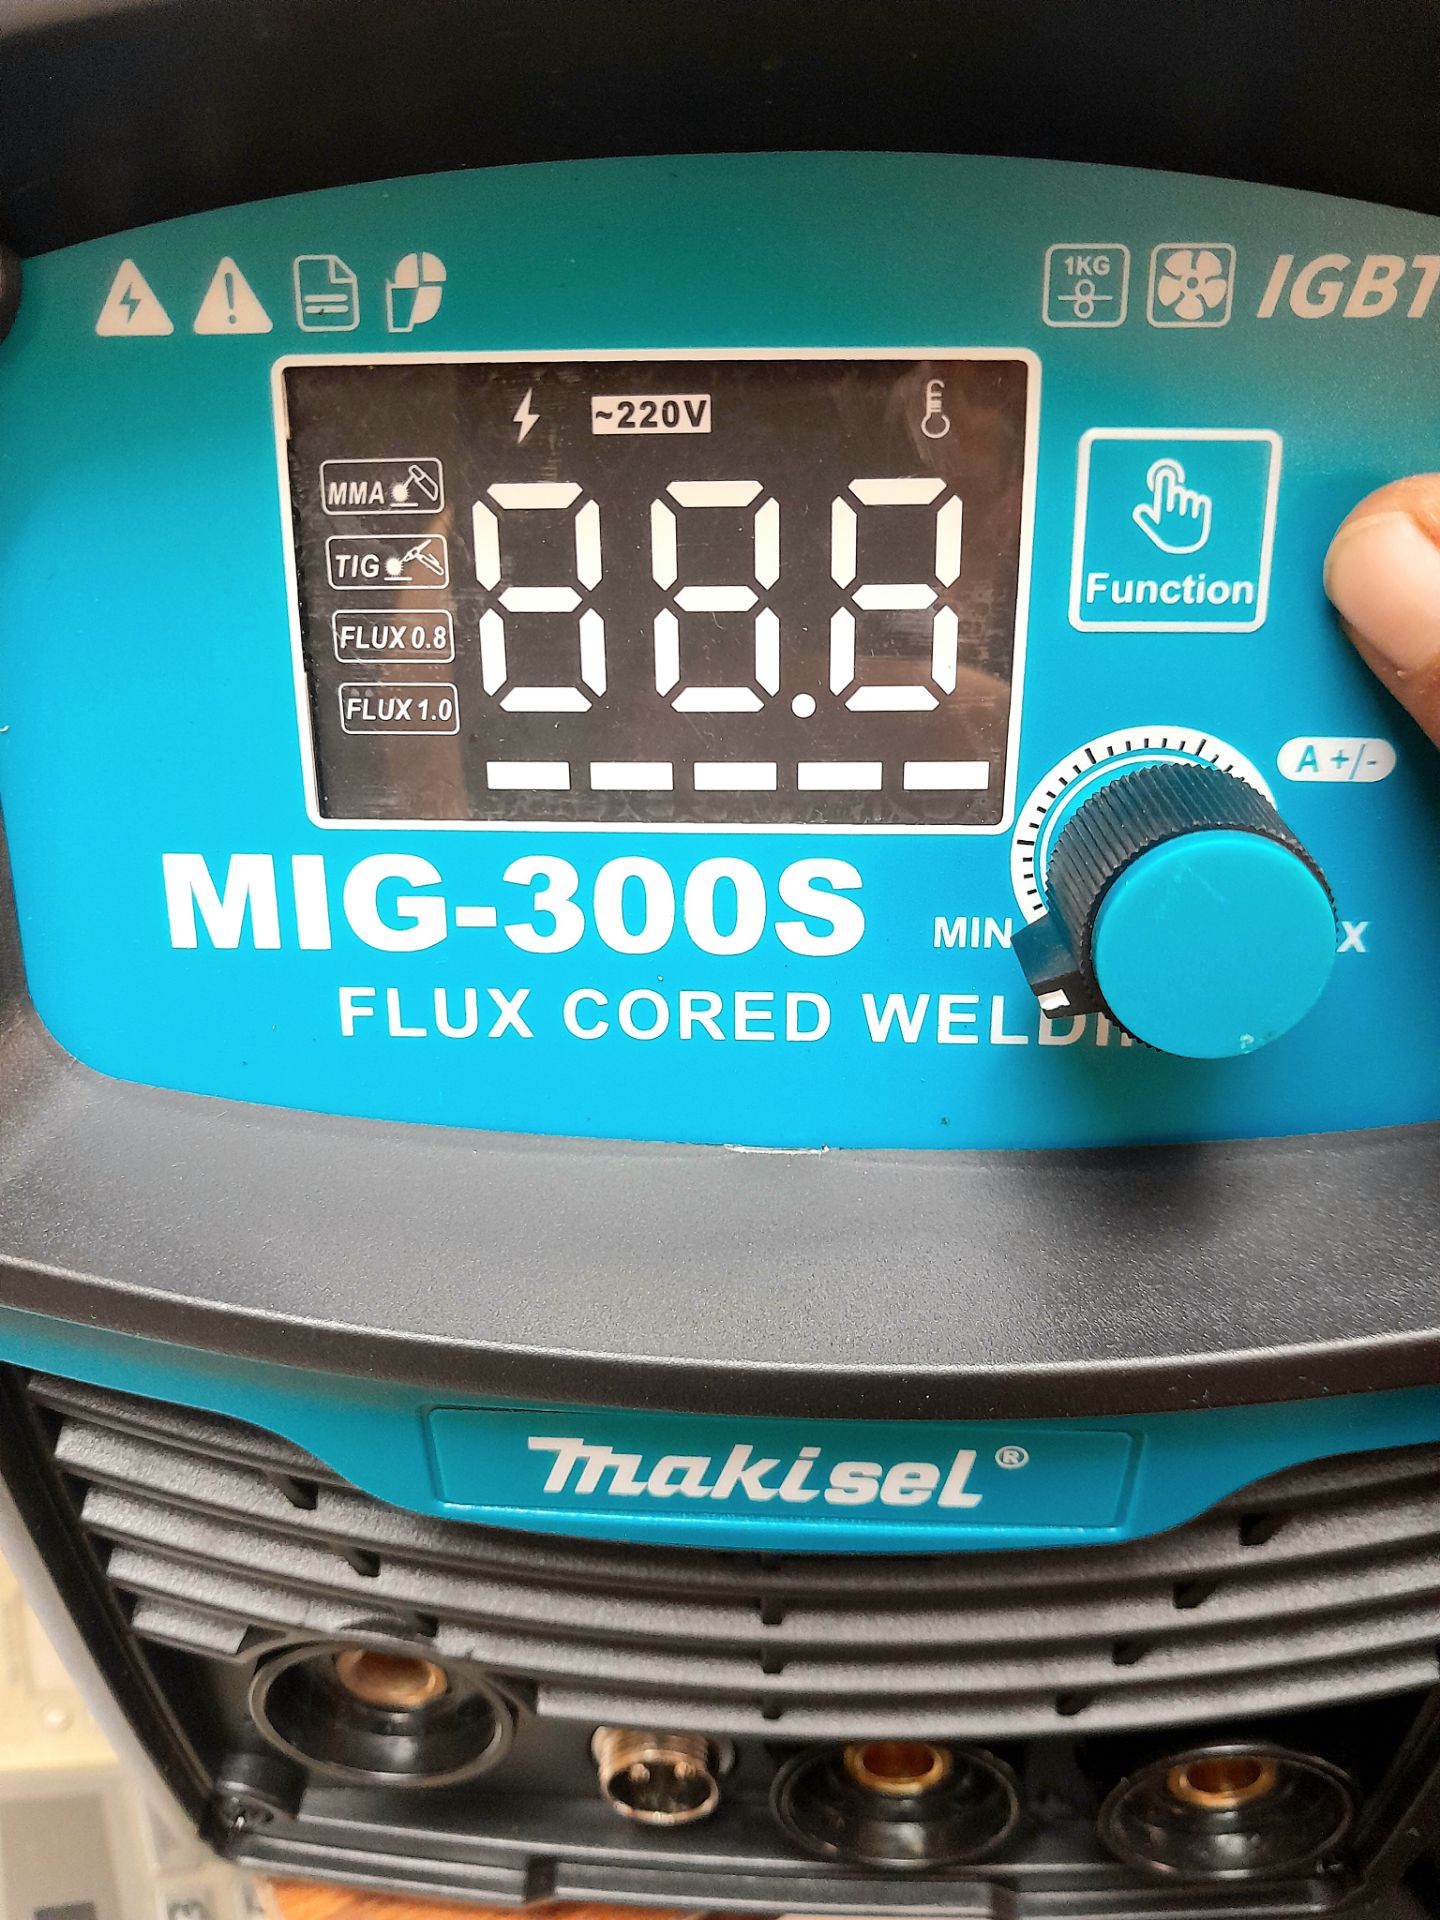 1KG
IGBT
~220V
MMA
TIG
FLUX 0.8
FLUX 1.0
88.8
Function
A +/-
MIN
X
MIG-300S
FLUX CORED
makisel®